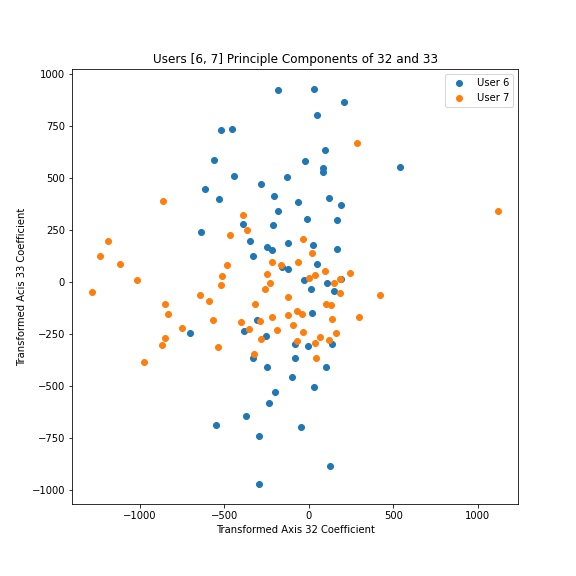 Users [6, 7] Principle Components of 32 and 33
User 6
User 7
1000
750
500
250
0
−250
−500
−750
−1000
Transformed Acis 33 Coefficient
−1000
−500
0
500
1000
Transformed Axis 32 Coefficient